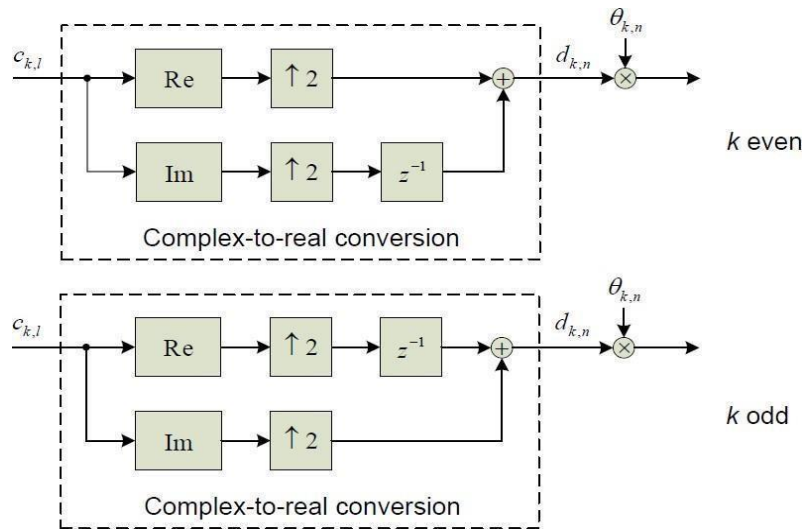 θ_{k,n}
c_{k,l} Re ↑ 2 + d_{k,n} ×
k even
Im ↑ 2 z^{-1}
Complex-to-real conversion
θ_{k,n}
c_{k,l} Re ↑ 2 z^{-1} + d_{k,n} ×
k odd
Im ↑ 2
Complex-to-real conversion